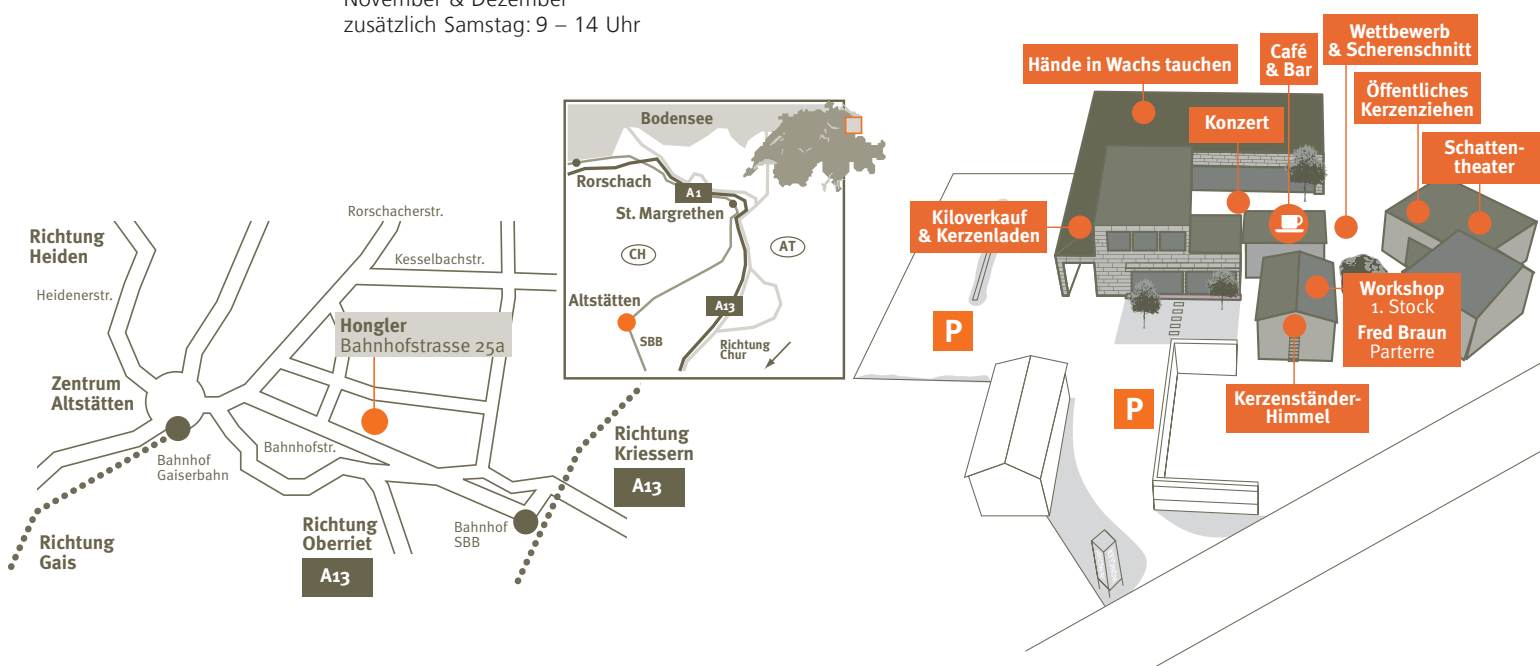 November & Dezember
zusätzlich Samstag: 9 – 14 Uhr
Rorschacherstr.
Richtung
Heiden
Kesselbachstr.
Heidenerstr.
Hongler
Bahnhofstrasse 25a
Zentrum
Altstätten
Bahnhofstr.
Bahnhof
Gaiserbahn
Richtung
Gais
Richtung
Oberriet
A13
Bahnhof
SBB
Richtung
Kriessern
A13
Bodensee
Rorschach
A1
St. Margrethen
CH
AT
Altstätten
A13
SBB
Richtung
Chur
Hände in Wachs tauchen
Café
& Bar
Wettbewerb
& Scherenschnitt
Öffentliches
Kerzenziehen
Konzert
Schatten-
theater
Kiloverkauf
& Kerzenladen
Workshop
1. Stock
Fred Braun
Parterre
Kerzenständer-
Himmel
P
P